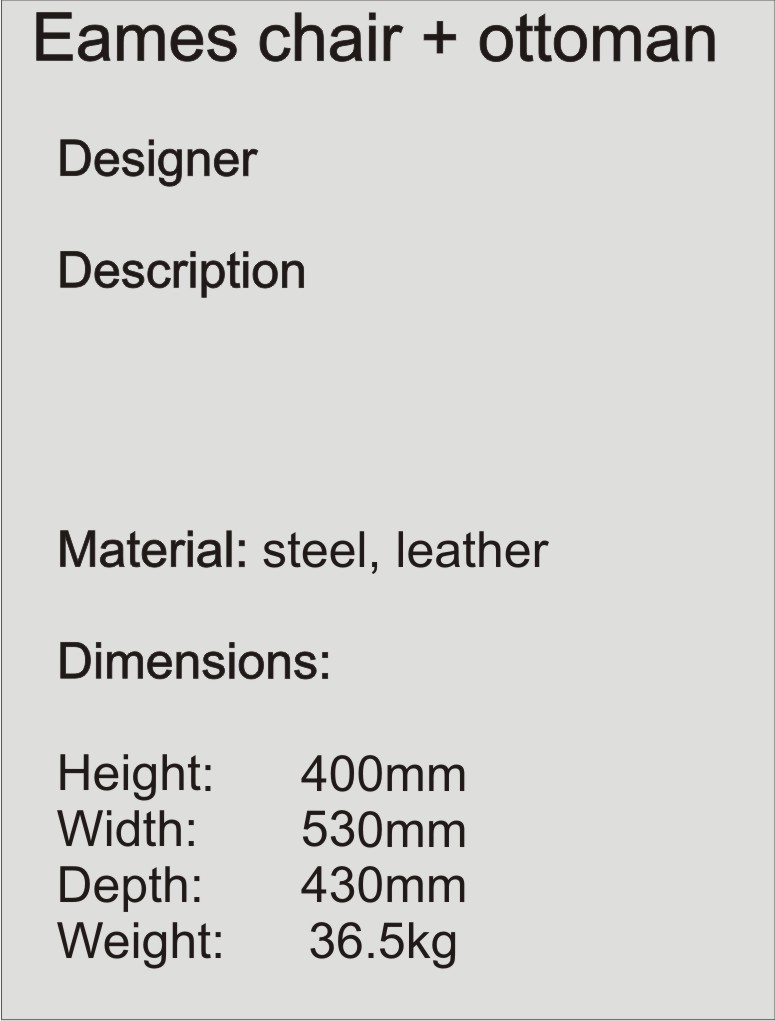 Eames chair + ottoman
Designer
Description
Material: steel, leather
Dimensions:
Height: 400mm
Width: 530mm
Depth: 430mm
Weight: 36.5kg